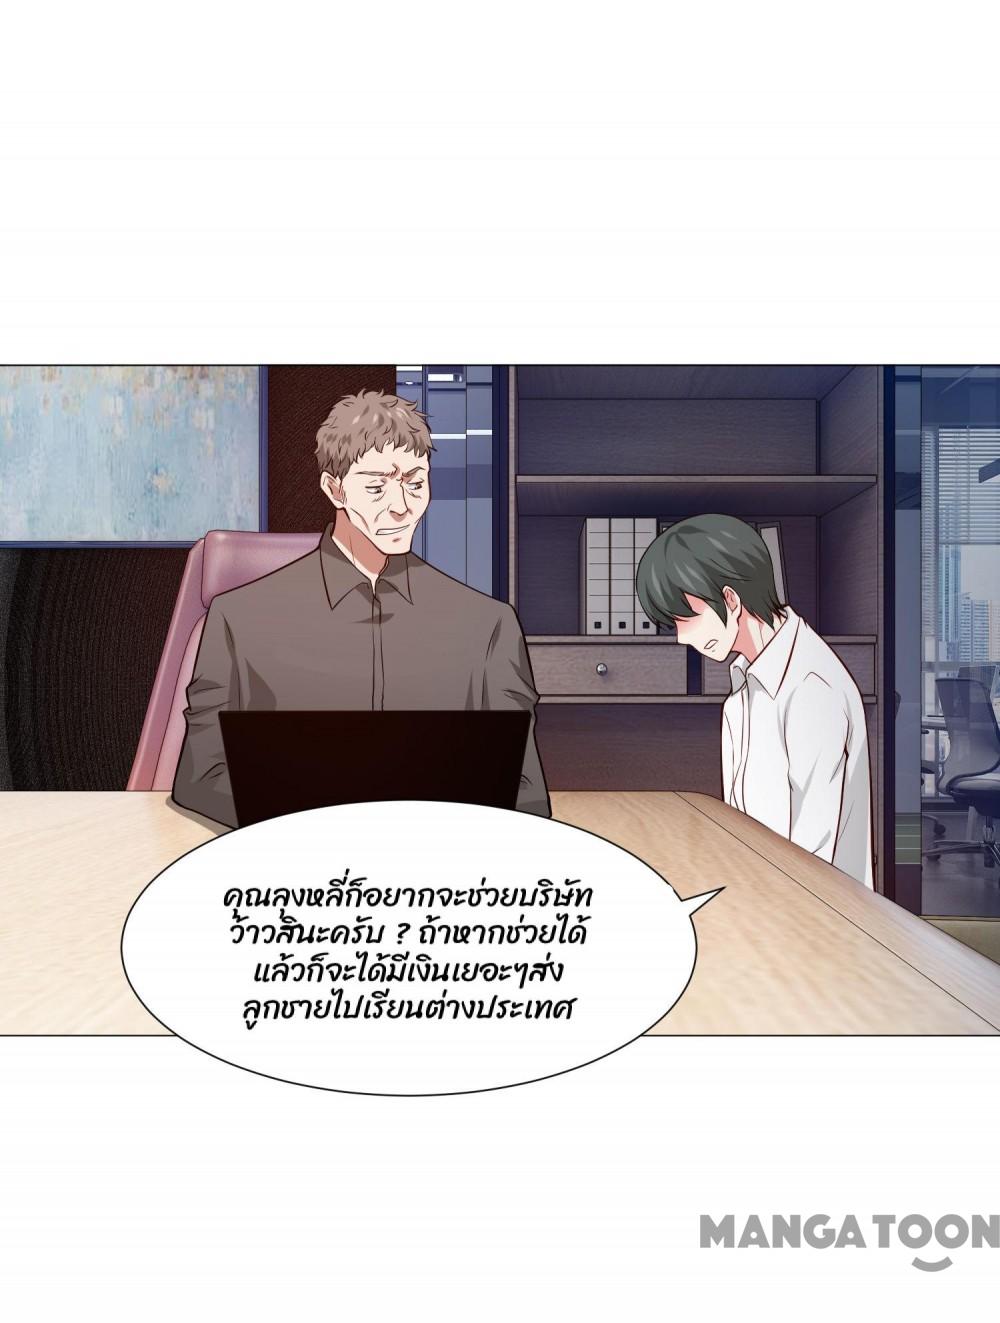 คุณลุงหลี่ก็อยากจะช่วยบริษัท
ว้าวสินะครับ ? ถ้าหากช่วยได้
แล้วก็จะได้มีเงินเยอะๆส่ง
ลูกชายไปเรียนต่างประเทศ
MANGATOON